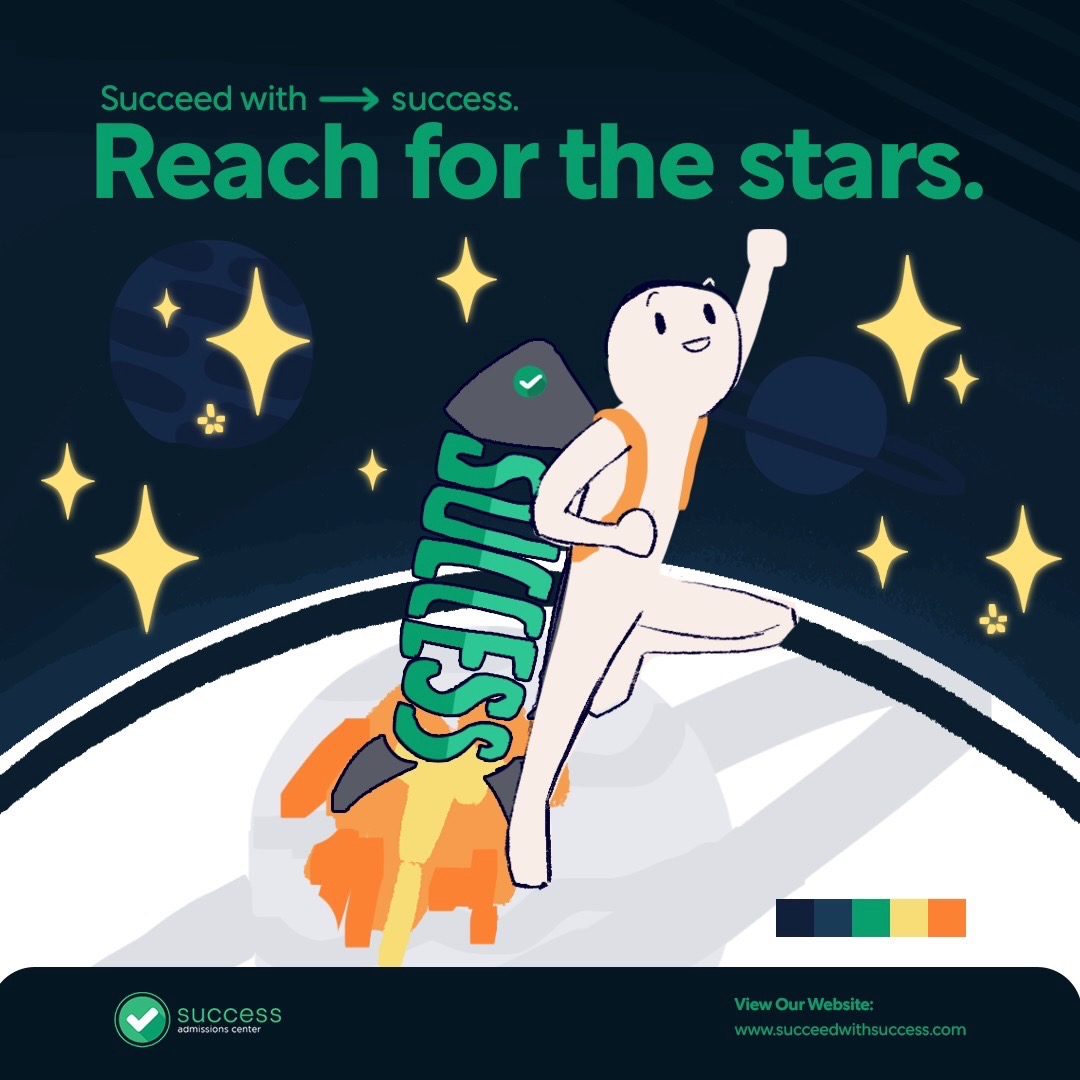 Succeed with → success.
Reach for the stars.
SUCCESS
success
admissions center
View Our Website:
www.succeedwithsuccess.com